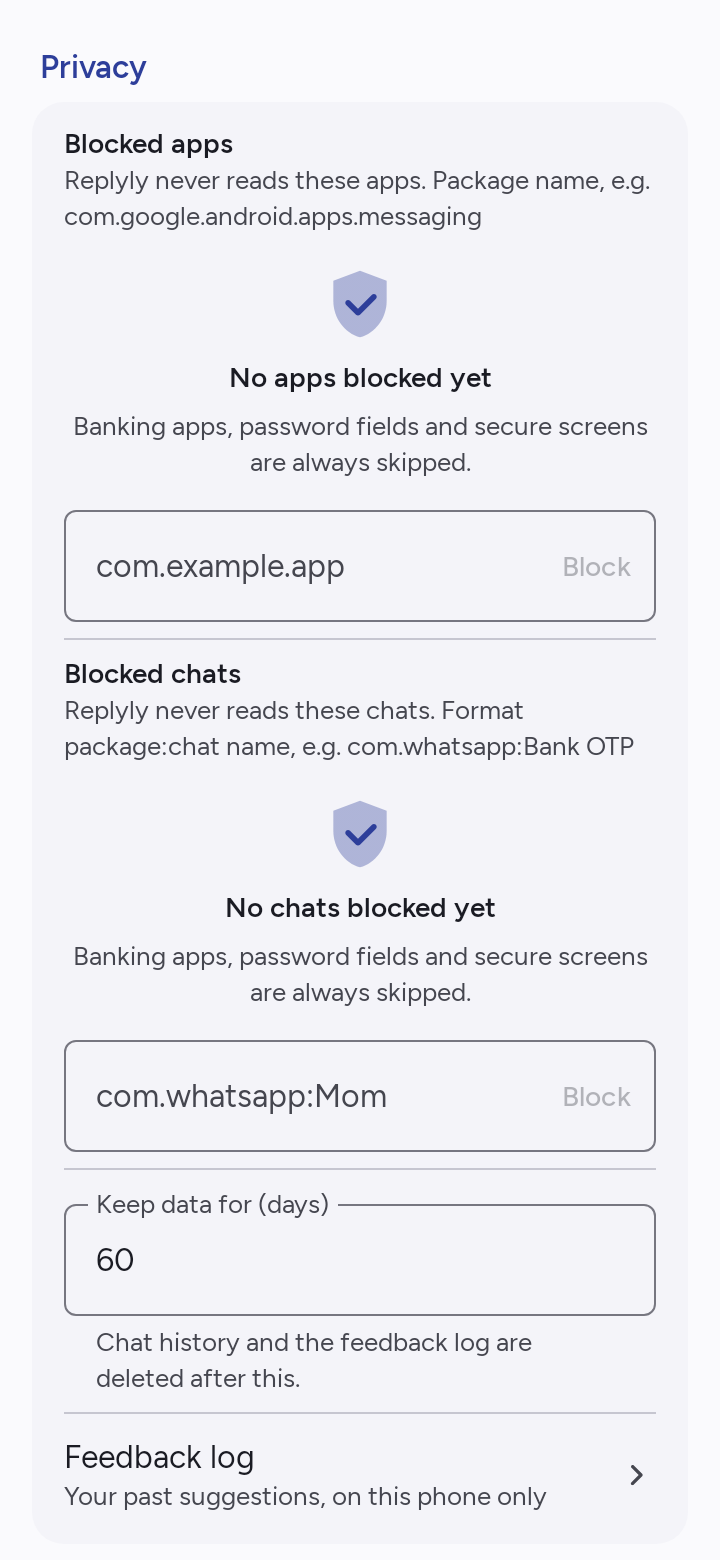 Privacy
Blocked apps
Replyly never reads these apps. Package name, e.g.
com.google.android.apps.messaging
No apps blocked yet
Banking apps, password fields and secure screens
are always skipped.
com.example.app Block
Blocked chats
Replyly never reads these chats. Format
package:chat name, e.g. com.whatsapp:Bank OTP
No chats blocked yet
Banking apps, password fields and secure screens
are always skipped.
com.whatsapp:Mom Block
Keep data for (days)
60
Chat history and the feedback log are
deleted after this.
Feedback log
Your past suggestions, on this phone only